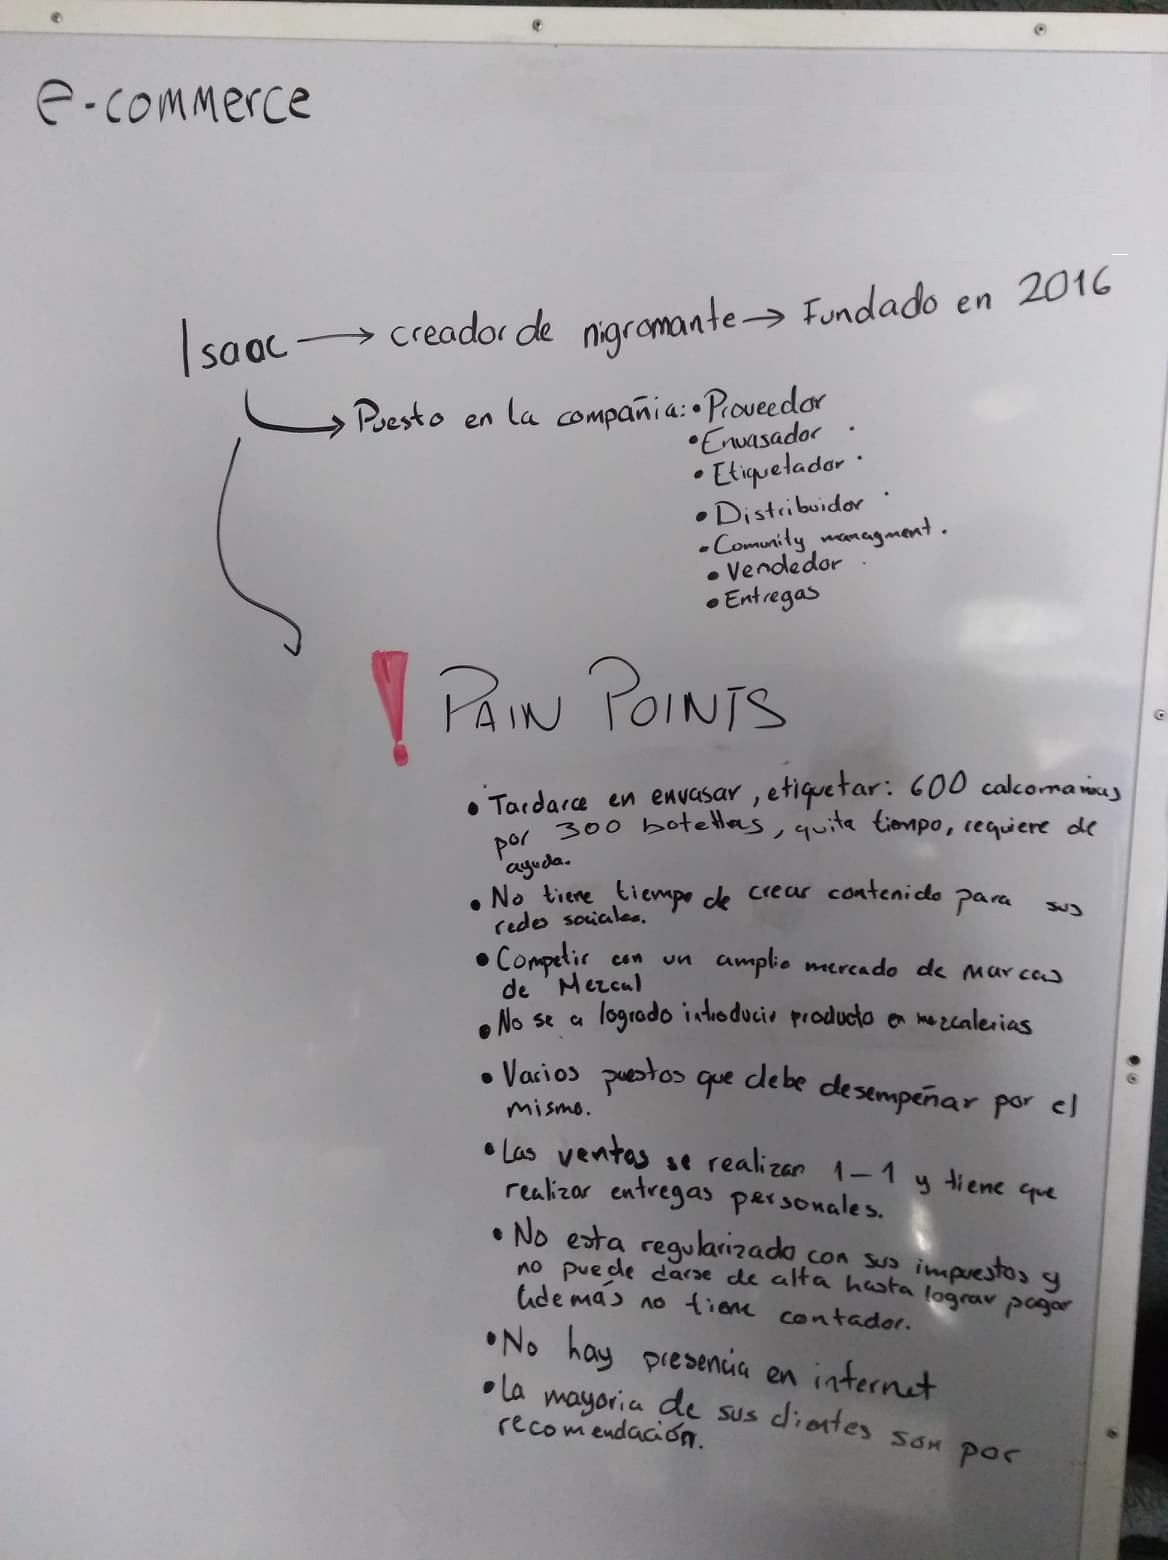 e-commerce
Isaac → creador de nigromante → Fundado en 2016
→ Puesto en la compañia: • Proveedor
• Envasador
• Etiquetador
• Distribuidor
• Comunity managment.
• Vendedor
• Entregas
! PAIN POINTS
• Tardarce en envasar, etiquetar: 600 calcomanias
por 300 botellas, quita tiempo, requiere de
ayuda.
• No tiene tiempo de crear contenido para sus
redes sociales.
• Competir con un amplio mercado de marcas
de Mezcal
• No se a logrado introducir producto en mezcalerias
• Varios puestos que debe desempeñar por el
mismo.
• Las ventas se realizan 1-1 y tiene que
realizar entregas personales.
• No esta regularizado con sus impuestos y
no puede darse de alta hasta lograr pagar
además no tiene contador.
• No hay presencia en internet
• La mayoria de sus clientes son por
recomendación.